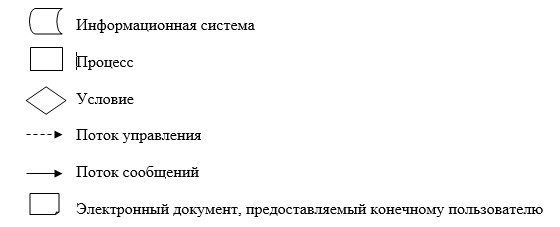 Информационная система
Процесс
Условие
Поток управления
Поток сообщений
Электронный документ, предоставляемый конечному пользователю